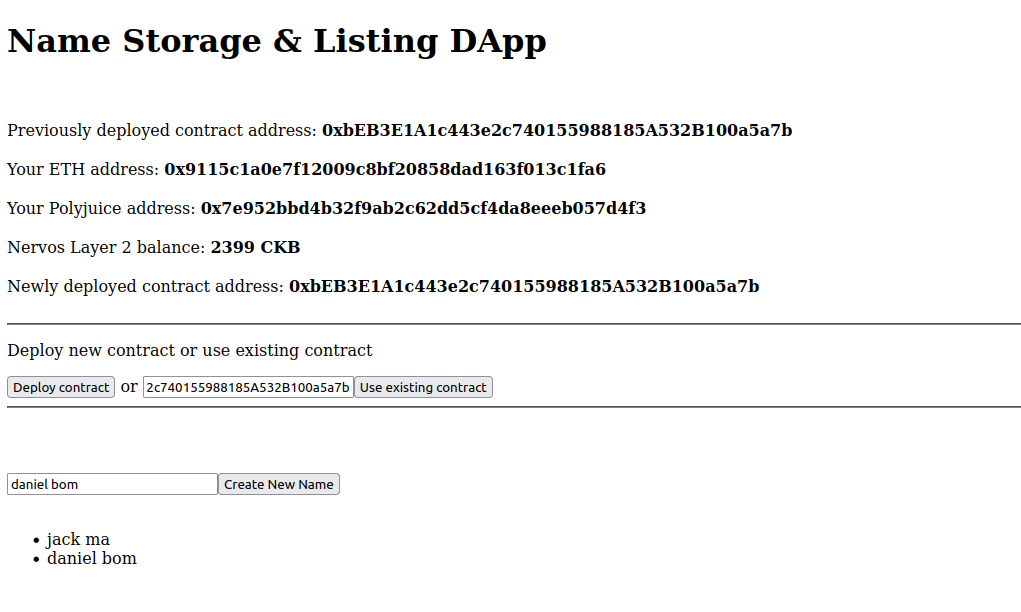 Name Storage & Listing DApp
Previously deployed contract address: 0xbEB3E1A1c443e2c740155988185A532B100a5a7b
Your ETH address: 0x9115c1a0e7f12009c8bf20858dad163f013c1fa6
Your Polyjuice address: 0x7e952bbd4b32f9ab2c62dd5cf4da8eeeb057d4f3
Nervos Layer 2 balance: 2399 CKB
Newly deployed contract address: 0xbEB3E1A1c443e2c740155988185A532B100a5a7b
Deploy new contract or use existing contract
Deploy contract or 2c740155988185A532B100a5a7b Use existing contract
daniel bom Create New Name
• jack ma
• daniel bom